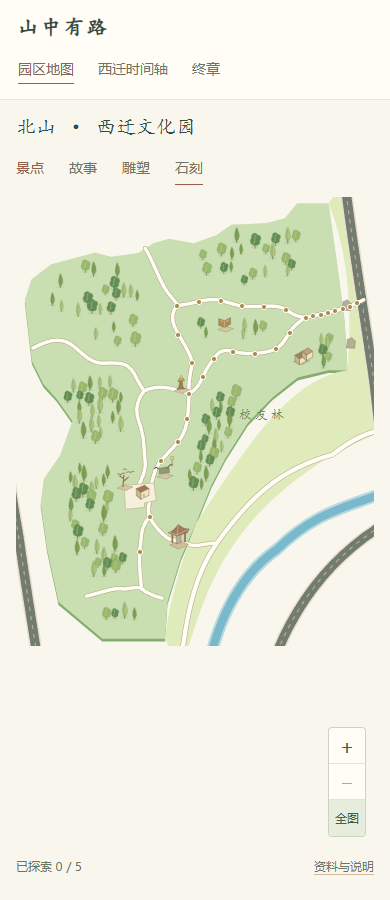 山中有路
园区地图 西迁时间轴 终章
北山 • 西迁文化园
景点 故事 雕塑 石刻
校友林
+
−
全图
已探索 0 / 5 资料与说明